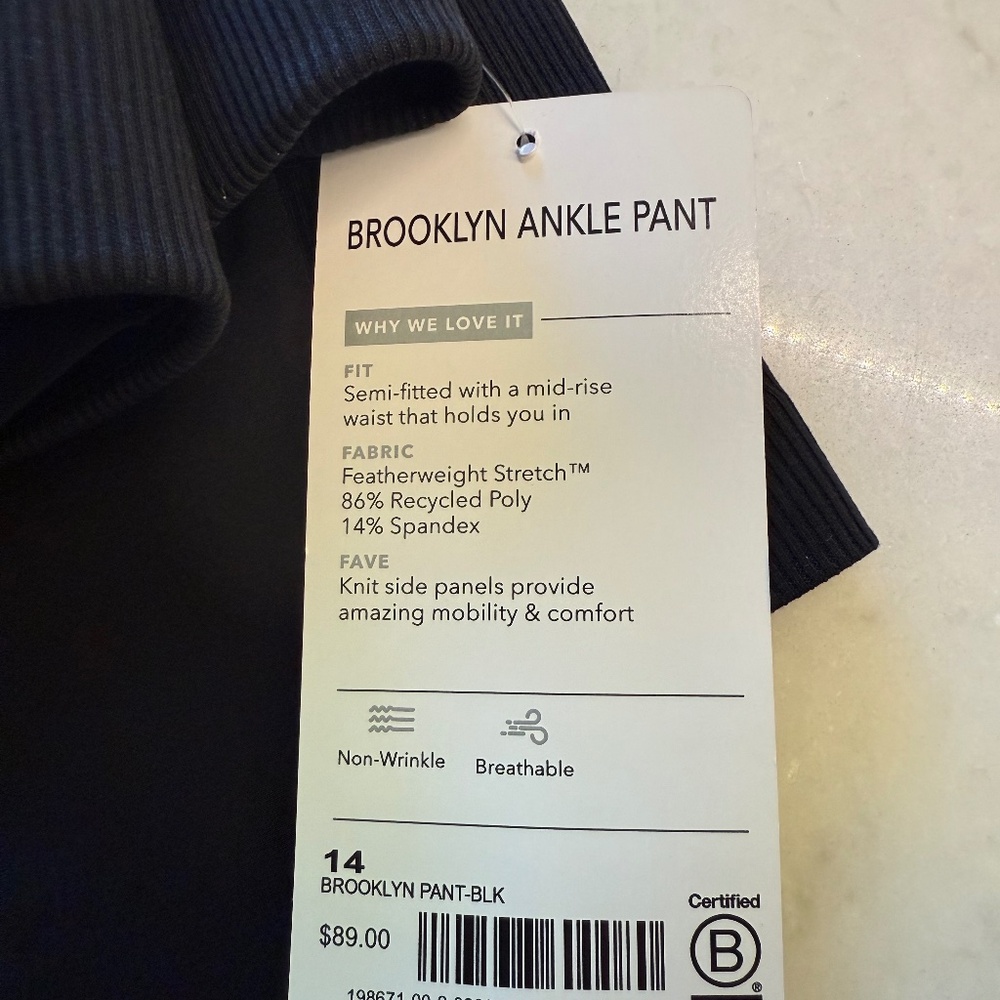 BROOKLYN ANKLE PANT
WHY WE LOVE IT
FIT
Semi-fitted with a mid-rise
waist that holds you in
FABRIC
Featherweight Stretch™
86% Recycled Poly
14% Spandex
FAVE
Knit side panels provide
amazing mobility & comfort
Non-Wrinkle
Breathable
14
BROOKLYN PANT-BLK
$89.00
Certified
B
®